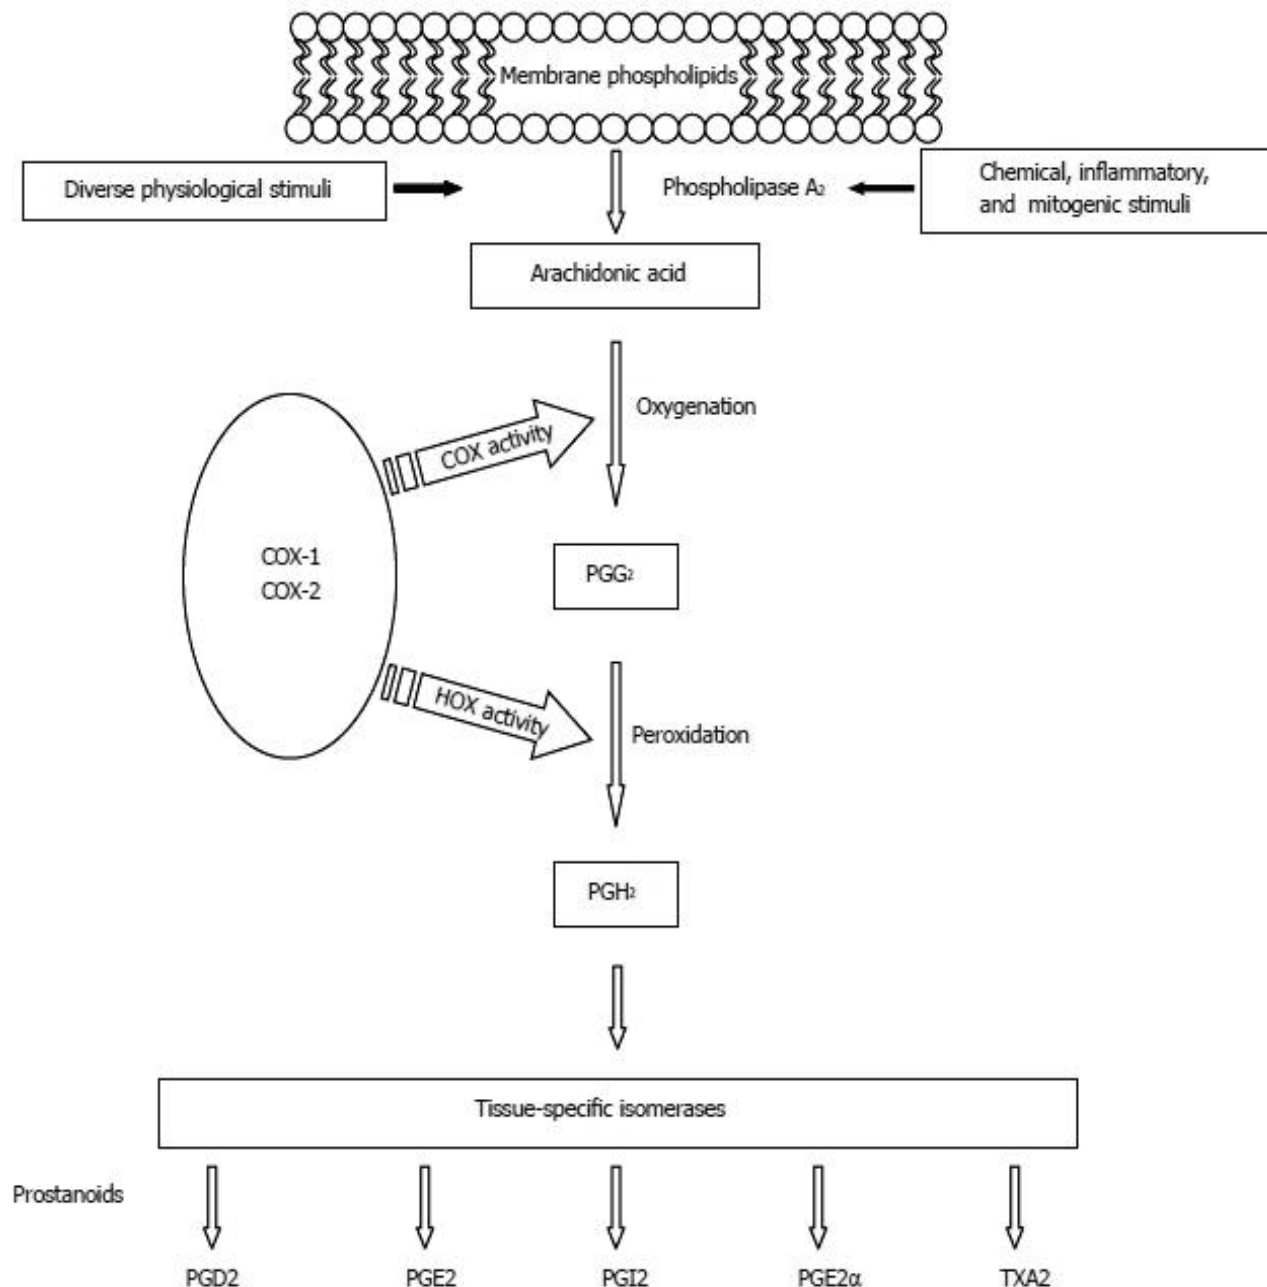 Membrane phospholipids
Diverse physiological stimuli
Phospholipase A₂
Chemical, inflammatory,
and mitogenic stimuli
Arachidonic acid
Oxygenation
COX activity
COX-1
COX-2
PGG₂
HOX activity
Peroxidation
PGH₂
Tissue-specific isomerases
Prostanoids
PGD2
PGE2
PGI2
PGE2α
TXA2